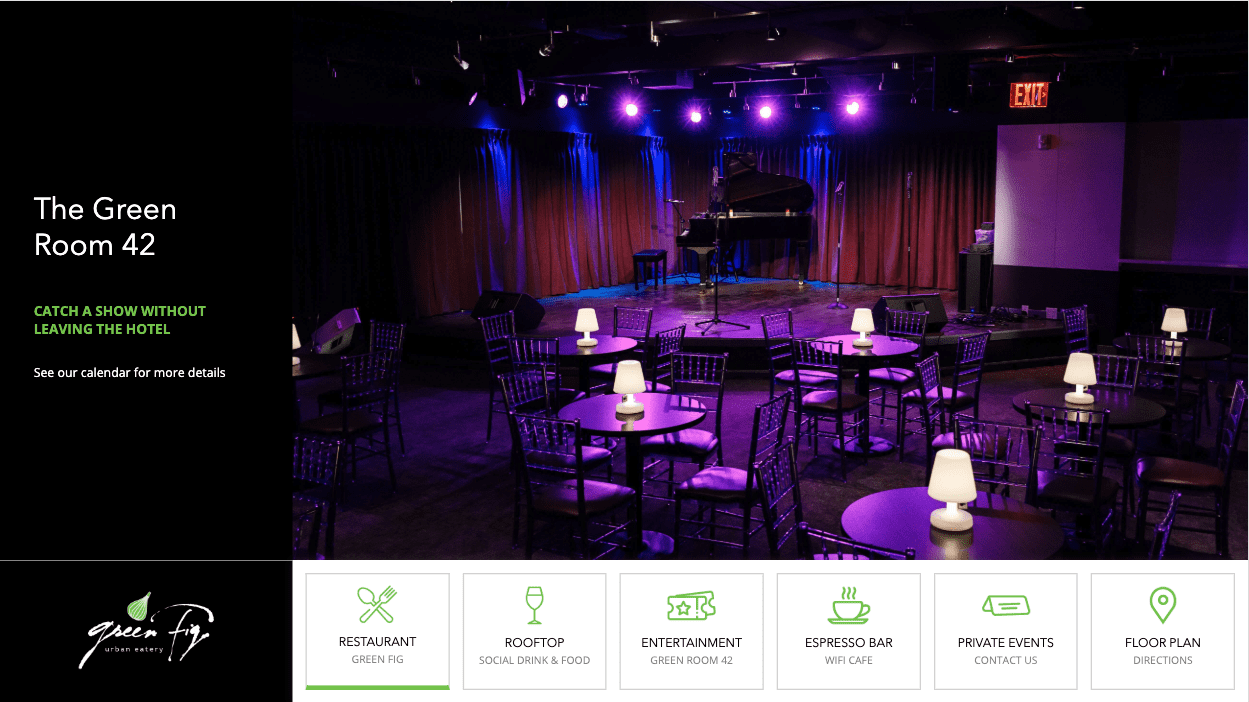 EXIT
The Green
Room 42
CATCH A SHOW WITHOUT
LEAVING THE HOTEL
See our calendar for more details
green fig
urban eatery
RESTAURANT
GREEN FIG
ROOFTOP
SOCIAL DRINK & FOOD
ENTERTAINMENT
GREEN ROOM 42
ESPRESSO BAR
WIFI CAFE
PRIVATE EVENTS
CONTACT US
FLOOR PLAN
DIRECTIONS